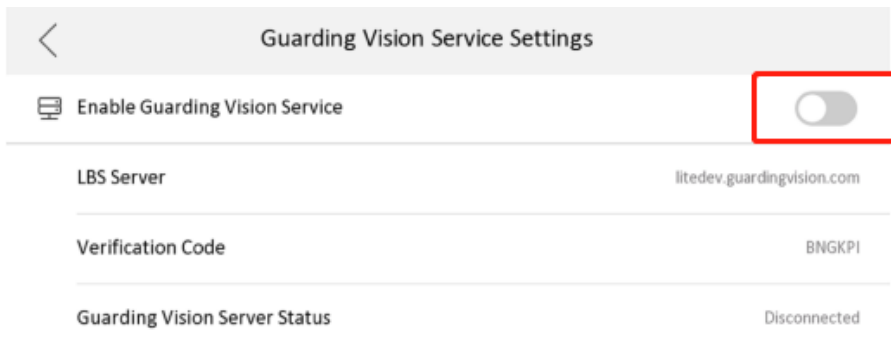 Guarding Vision Service Settings
Enable Guarding Vision Service
LBS Server litedev.guardingvision.com
Verification Code BNGKPI
Guarding Vision Server Status Disconnected